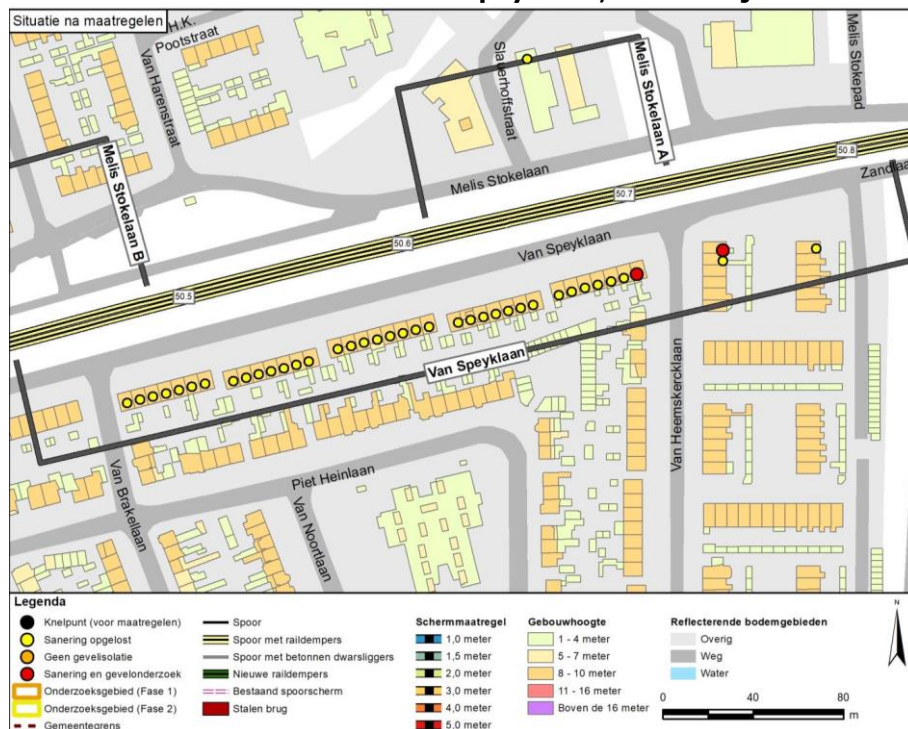 Situatie na maatregelen
H.K.
Pootstraat
Van Harenstraat
Slauerhoffstraat
Melis Stokelaan A
Melis Stokepad
Melis Stokelaan B
Melis Stokelaan
50.8
50.7
50.6
50.5
Van Speyklaan
Van Speyklaan
Van Heemskercklaan
Piet Heinlaan
Van Brakellaan
Van Noortlaan
Legenda
Knelpunt (voor maatregelen)
Sanering opgelost
Geen gevelisolatie
Sanering en gevelonderzoek
Onderzoeksgebied (Fase 1)
Onderzoeksgebied (Fase 2)
Gemeentegrens
Spoor
Spoor met raildempers
Spoor met betonnen dwarsliggers
Nieuwe raildempers
Bestaand spoorscherm
Stalen brug
Schermmaatregel
1,0 meter
1,5 meter
2,0 meter
3,0 meter
4,0 meter
5,0 meter
Gebouwhoogte
1 - 4 meter
5 - 7 meter
8 - 10 meter
11 - 16 meter
Boven de 16 meter
Reflecterende bodemgebieden
Overig
Weg
Water
N
0 40 80
m